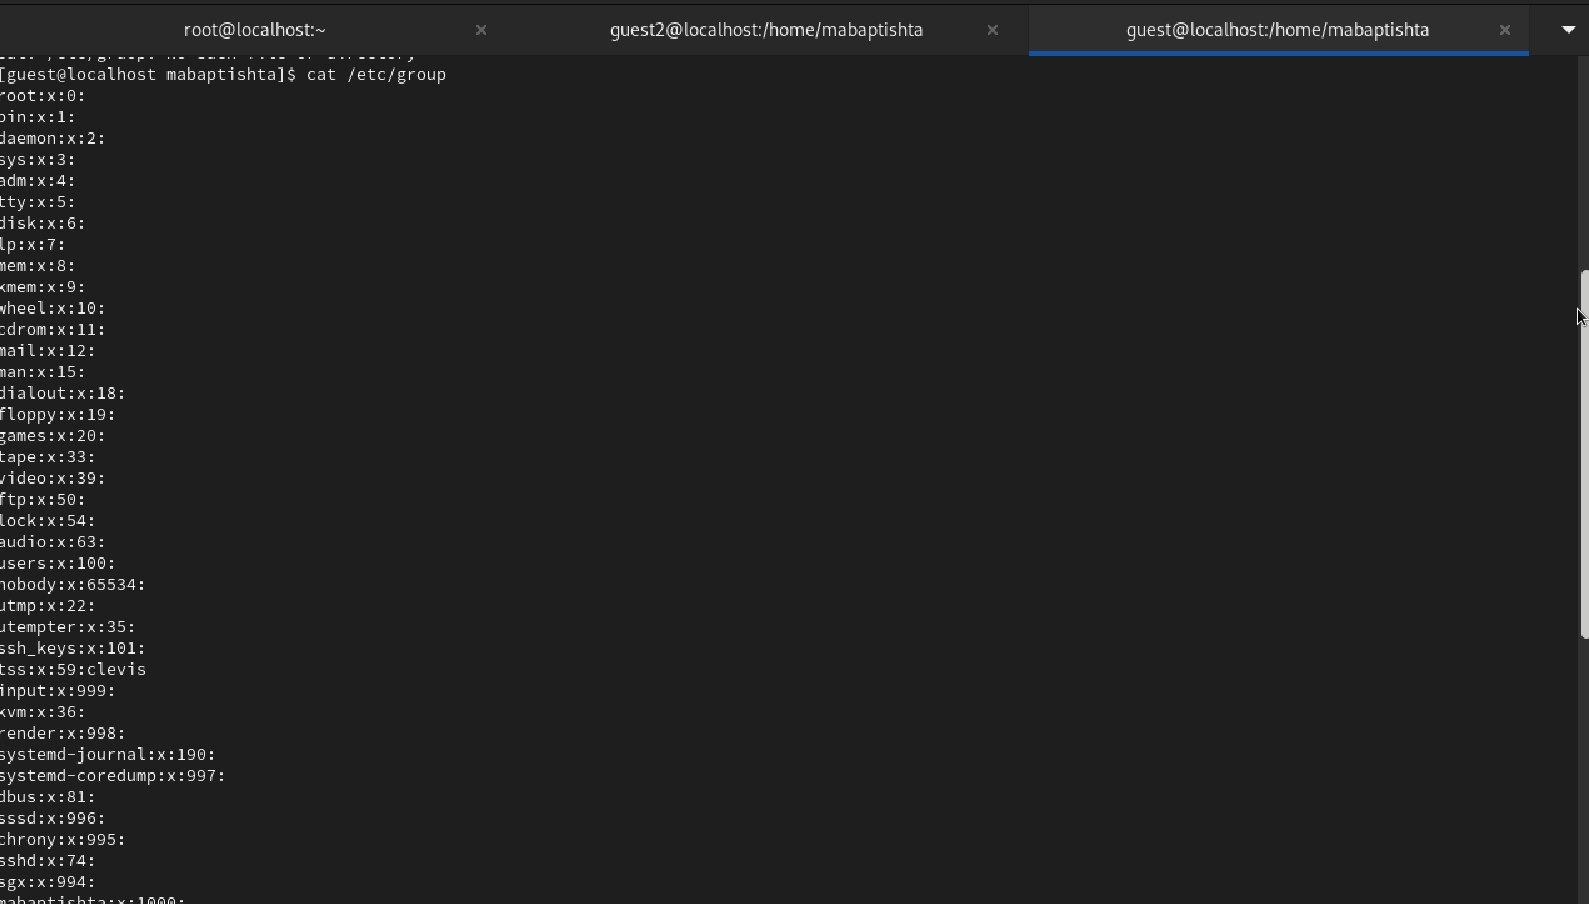 root@localhost:~ × guest2@localhost:/home/mabaptishta × guest@localhost:/home/mabaptishta ×
[guest@localhost mabaptishta]$ cat /etc/group
root:x:0:
bin:x:1:
daemon:x:2:
sys:x:3:
adm:x:4:
tty:x:5:
disk:x:6:
lp:x:7:
mem:x:8:
kmem:x:9:
wheel:x:10:
cdrom:x:11:
mail:x:12:
man:x:15:
dialout:x:18:
floppy:x:19:
games:x:20:
tape:x:33:
video:x:39:
ftp:x:50:
lock:x:54:
audio:x:63:
users:x:100:
nobody:x:65534:
utmp:x:22:
utempter:x:35:
ssh_keys:x:101:
tss:x:59:clevis
input:x:999:
kvm:x:36:
render:x:998:
systemd-journal:x:190:
systemd-coredump:x:997:
dbus:x:81:
sssd:x:996:
chrony:x:995:
sshd:x:74:
sgx:x:994:
mabaptishta:x:1000: